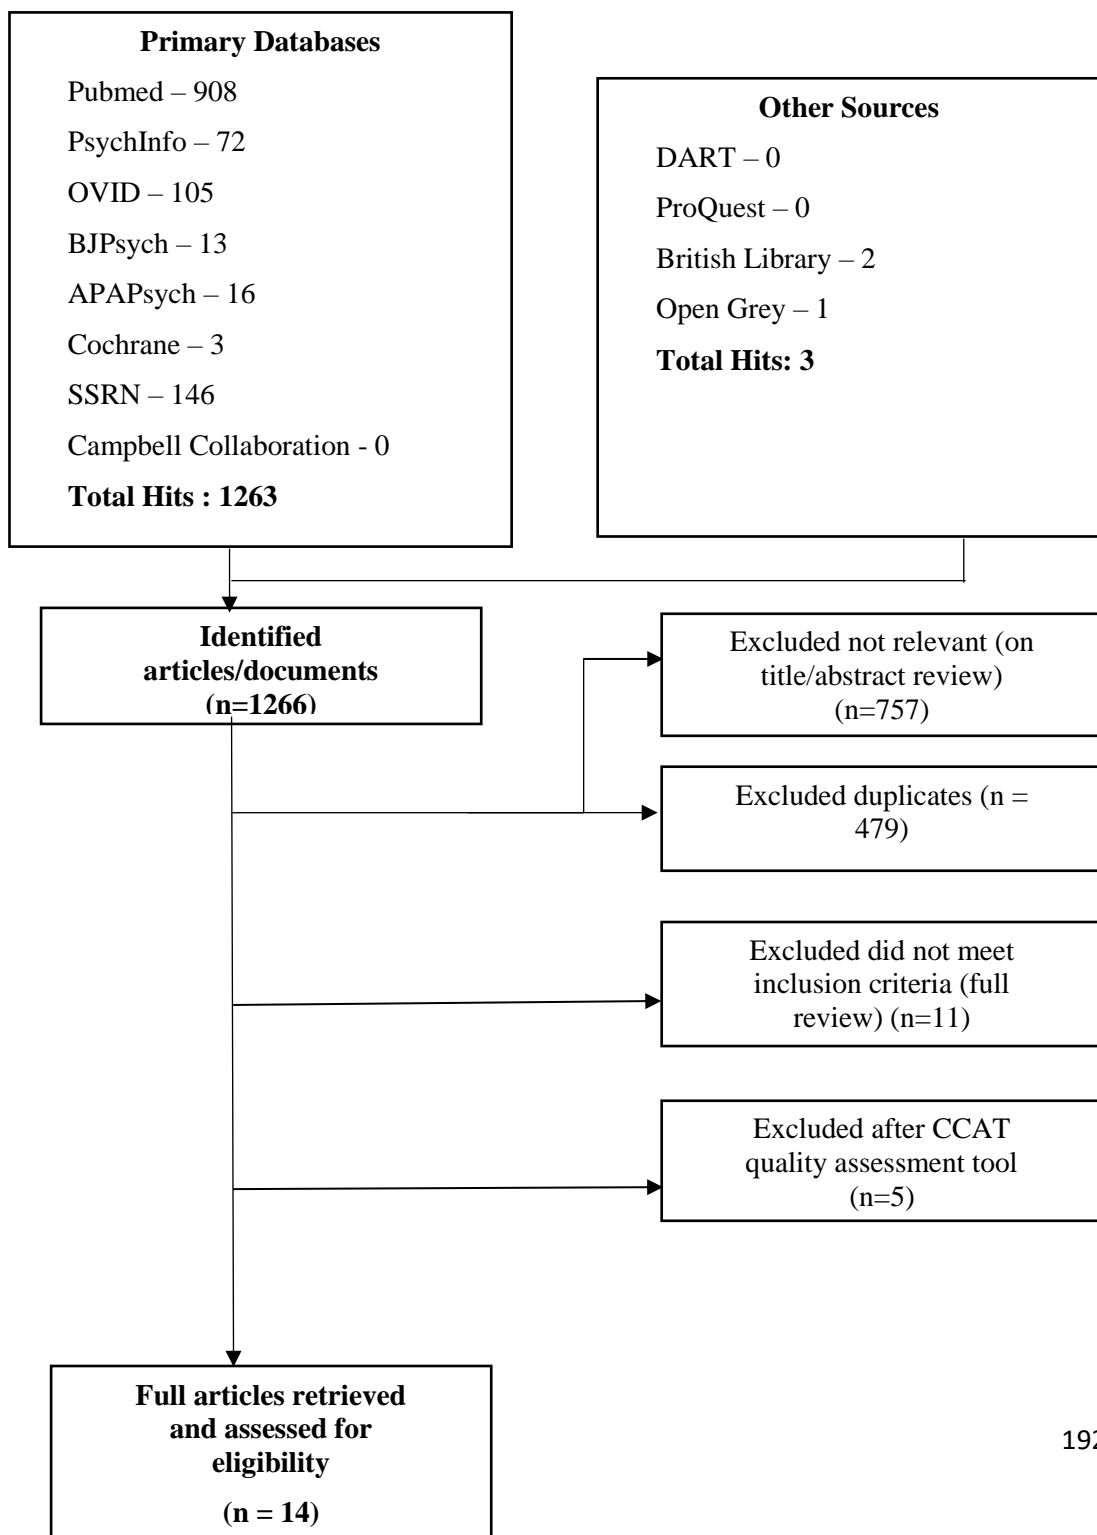 Primary Databases
Pubmed – 908
PsychInfo – 72
OVID – 105
BJPsych – 13
APAPsych – 16
Cochrane – 3
SSRN – 146
Campbell Collaboration - 0
Total Hits : 1263
Other Sources
DART – 0
ProQuest – 0
British Library – 2
Open Grey – 1
Total Hits: 3
Identified
articles/documents
(n=1266)
Excluded not relevant (on
title/abstract review)
(n=757)
Excluded duplicates (n =
479)
Excluded did not meet
inclusion criteria (full
review) (n=11)
Excluded after CCAT
quality assessment tool
(n=5)
Full articles retrieved
and assessed for
eligibility
(n = 14)
192